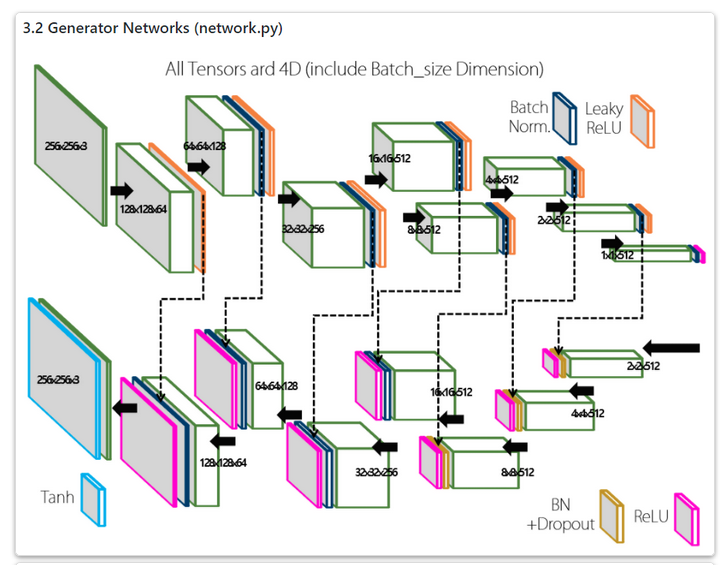 3.2 Generator Networks (network.py)
All Tensors ard 4D (include Batch_size Dimension)
Batch
Norm.
Leaky
ReLU
256x256x3
128x128x64
64x64x128
32x32x256
16x16x512
8x8x512
4x4x512
2x2x512
1x1x512
2x2x512
4x4x512
8x8x512
16x16x512
32x32x256
64x64x128
128x128x64
256x256x3
Tanh
BN
+Dropout
ReLU